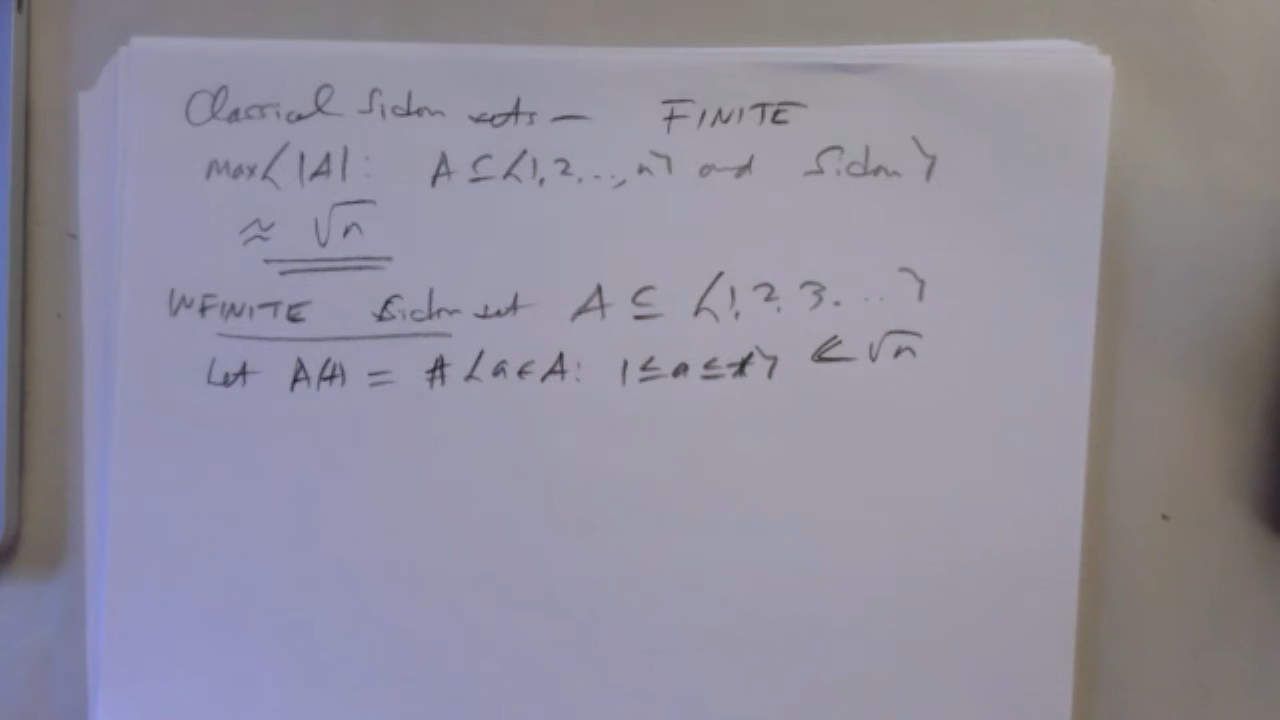 Classical Sidon sets — FINITE
max{|A|: A ⊆ {1,2...,n} and Sidon}
≈ √n
INFINITE Sidon set A ⊆ {1,2,3...}
Let A(t) = #{a∈A: 1≤a≤t} < √n